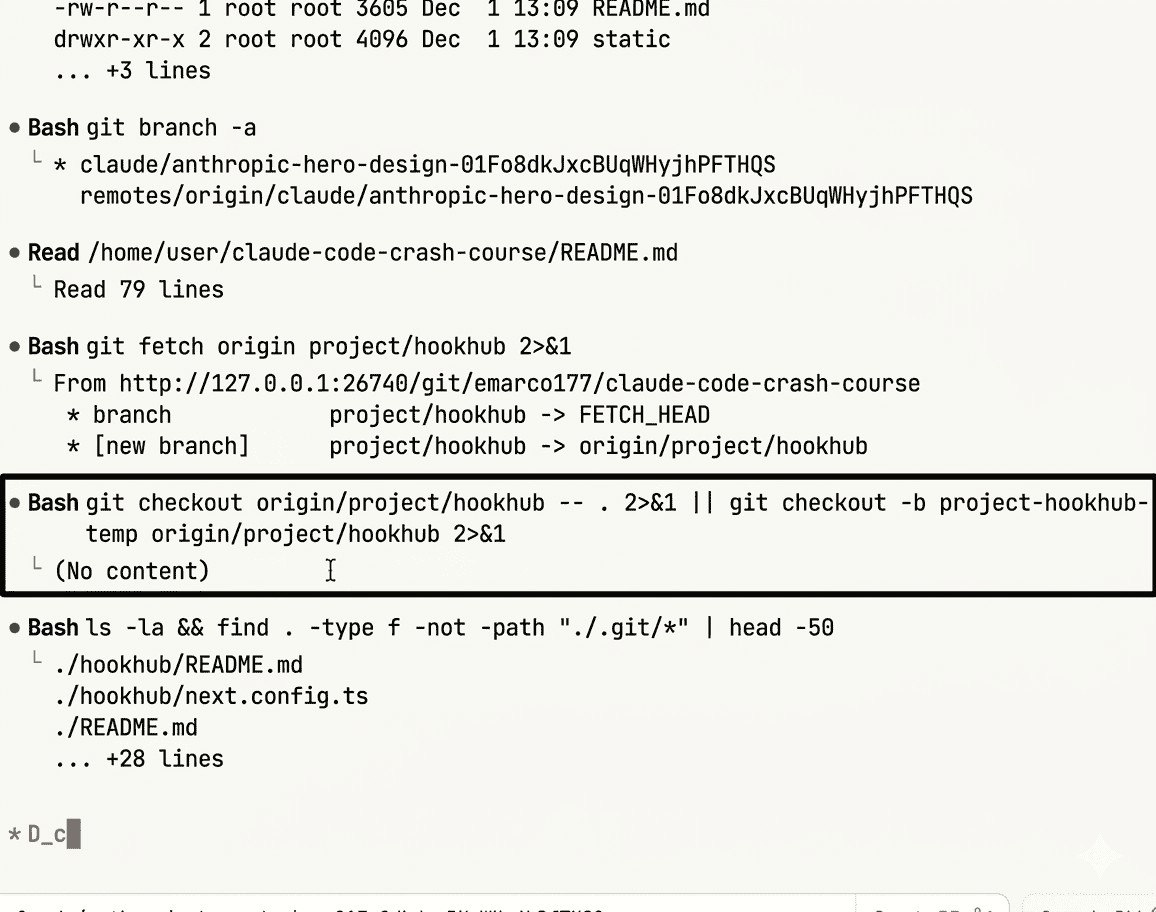 -rw-r--r-- 1 root root 3605 Dec  1 13:09 README.md
drwxr-xr-x 2 root root 4096 Dec  1 13:09 static
... +3 lines
● Bash git branch -a
└ * claude/anthropic-hero-design-01Fo8dkJxcBUqWHyjhPFTHQS
remotes/origin/claude/anthropic-hero-design-01Fo8dkJxcBUqWHyjhPFTHQS
● Read /home/user/claude-code-crash-course/README.md
└ Read 79 lines
● Bash git fetch origin project/hookhub 2>&1
└ From http://127.0.0.1:26740/git/emarco177/claude-code-crash-course
* branch            project/hookhub -> FETCH_HEAD
* [new branch]      project/hookhub -> origin/project/hookhub
● Bash git checkout origin/project/hookhub -- . 2>&1 || git checkout -b project-hookhub-
temp origin/project/hookhub 2>&1
└ (No content)
● Bash ls -la && find . -type f -not -path "./.git/*" | head -50
└ ./hookhub/README.md
./hookhub/next.config.ts
./README.md
... +28 lines
* D_c